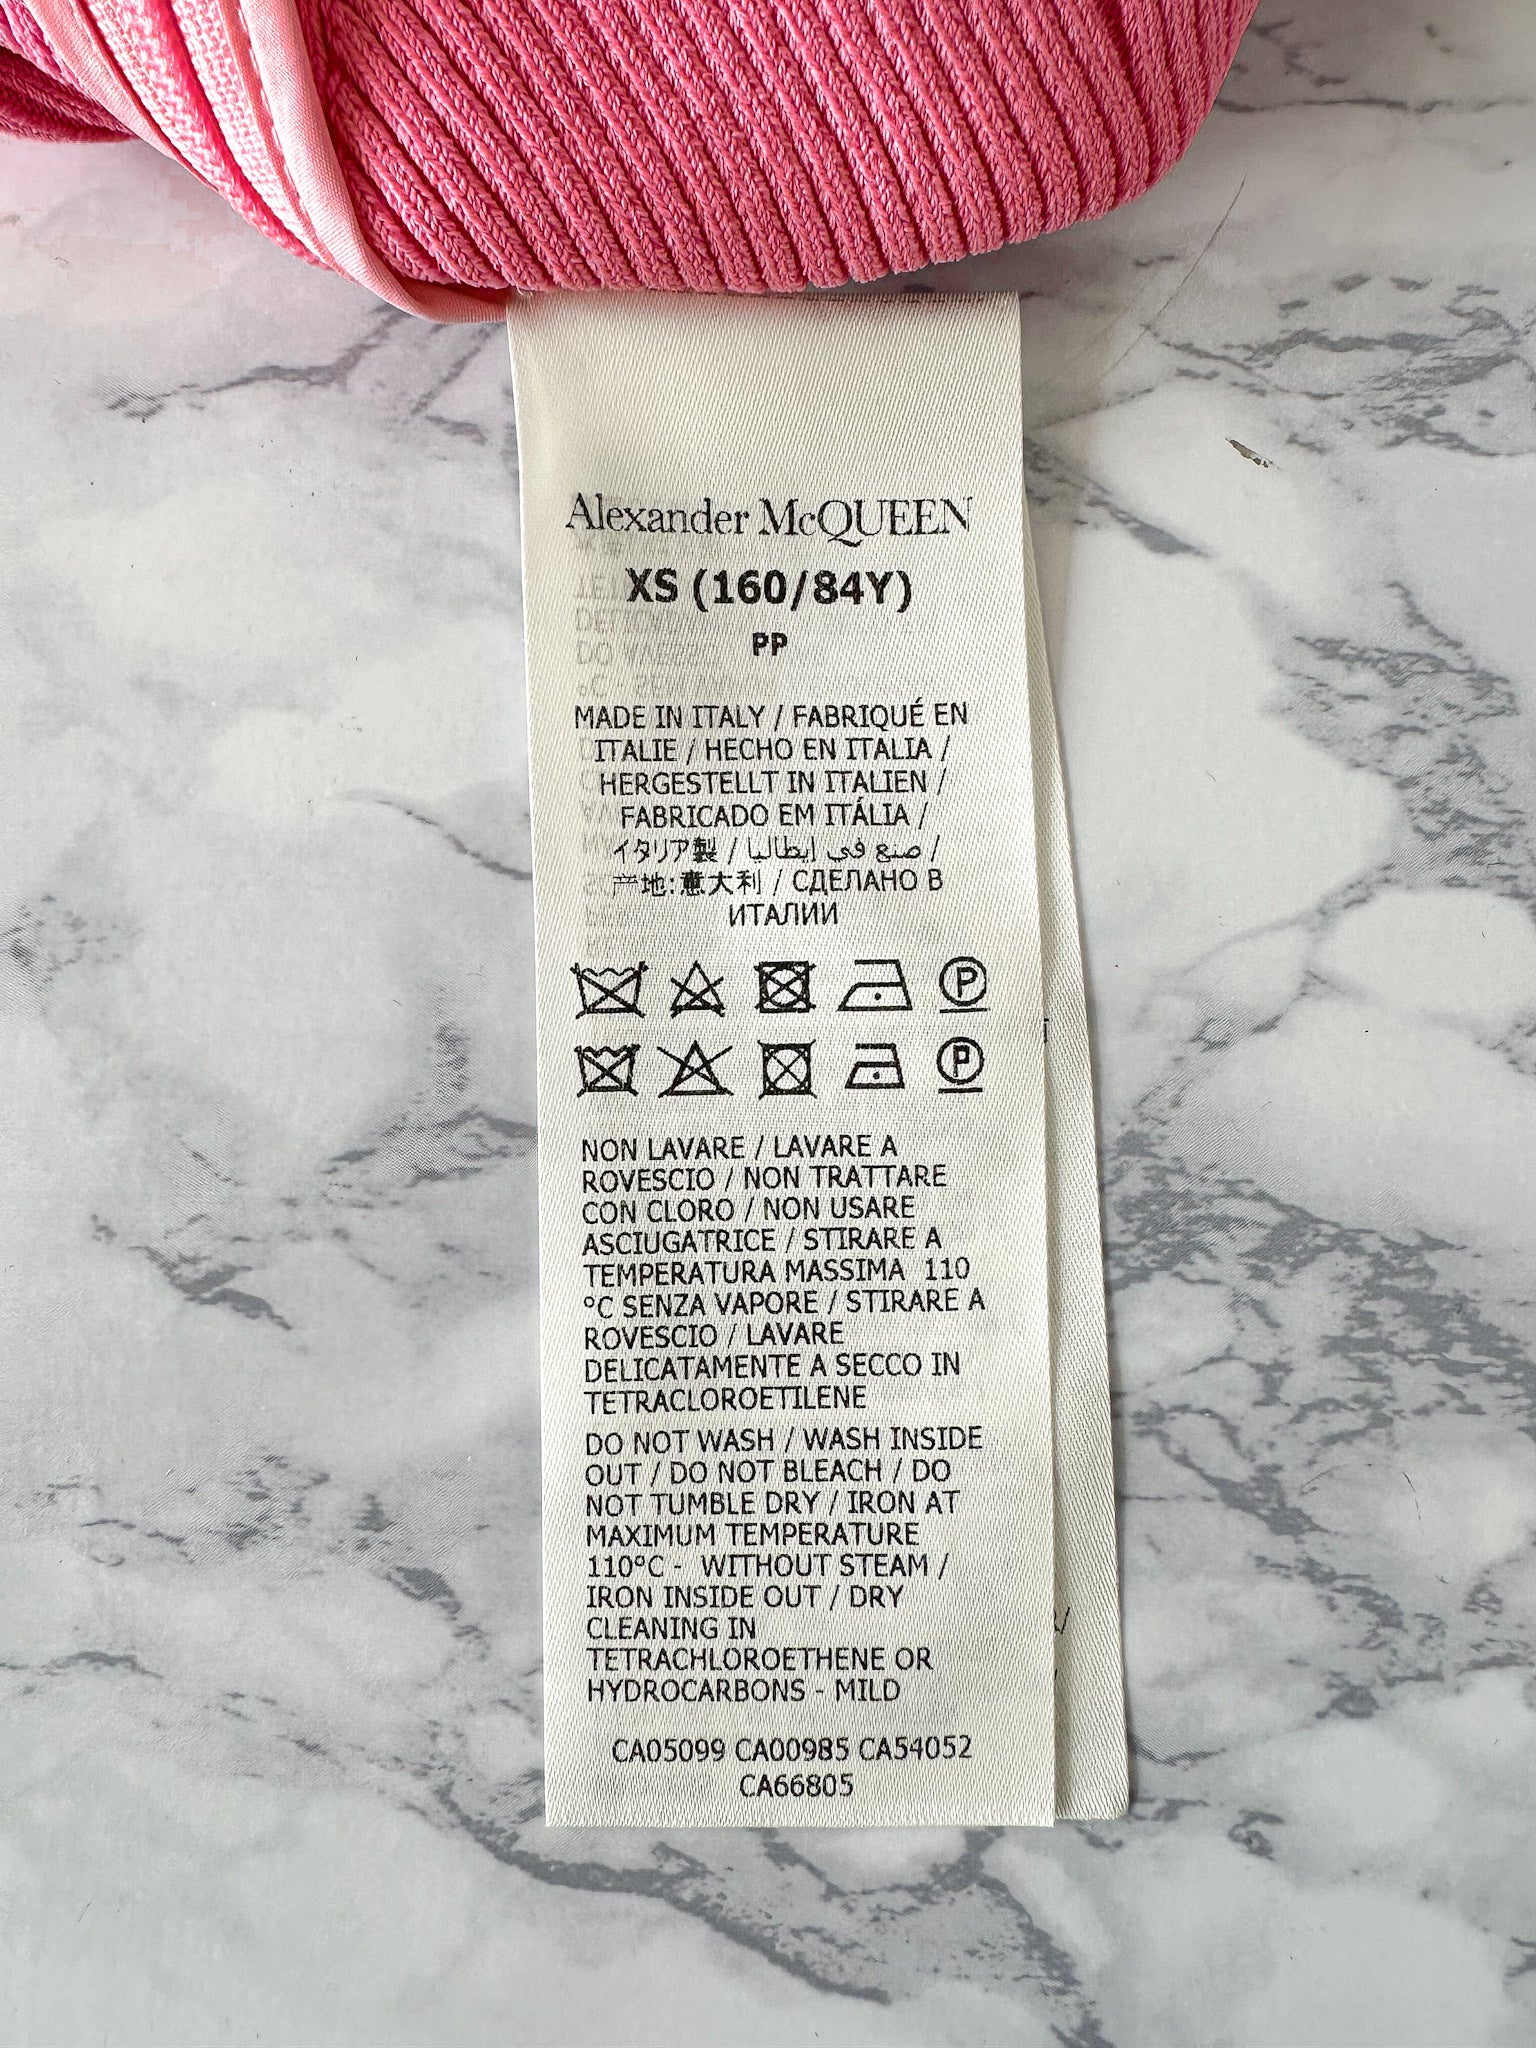 Alexander McQUEEN
XS (160/84Y)
PP
MADE IN ITALY / FABRIQUÉ EN
ITALIE / HECHO EN ITALIA /
HERGESTELLT IN ITALIEN /
FABRICADO EM ITÁLIA /
イタリア製 / صنع في إيطاليا /
产地:意大利 / СДЕЛАНО В
ИТАЛИИ
P
P
NON LAVARE / LAVARE A
ROVESCIO / NON TRATTARE
CON CLORO / NON USARE
ASCIUGATRICE / STIRARE A
TEMPERATURA MASSIMA 110
°C SENZA VAPORE / STIRARE A
ROVESCIO / LAVARE
DELICATAMENTE A SECCO IN
TETRACLOROETILENE
DO NOT WASH / WASH INSIDE
OUT / DO NOT BLEACH / DO
NOT TUMBLE DRY / IRON AT
MAXIMUM TEMPERATURE
110°C - WITHOUT STEAM /
IRON INSIDE OUT / DRY
CLEANING IN
TETRACHLOROETHENE OR
HYDROCARBONS - MILD
CA05099 CA00985 CA54052
CA66805